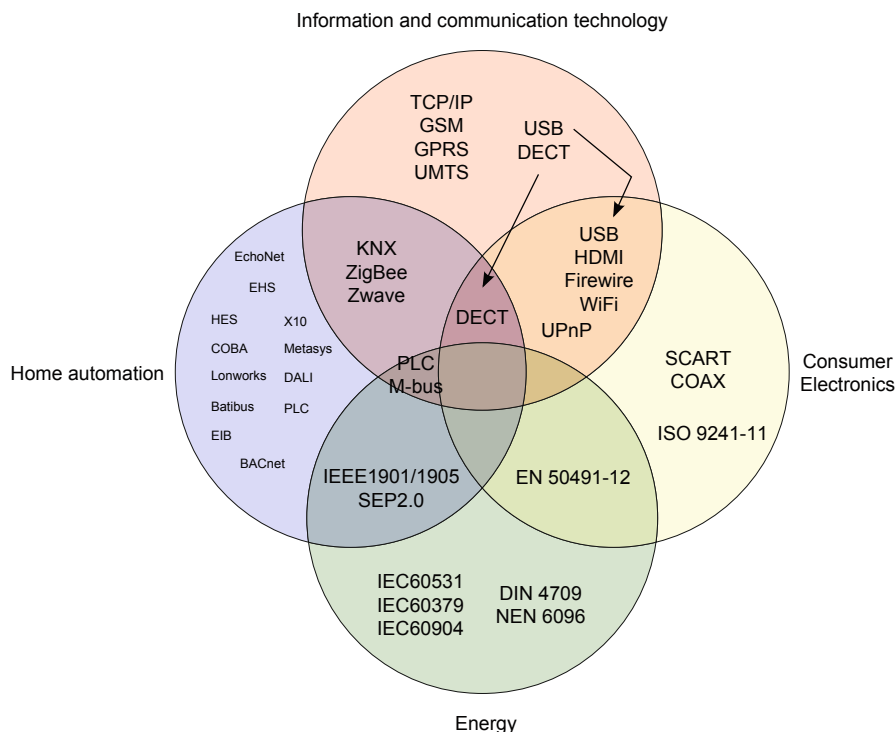 Information and communication technology
TCP/IP
GSM
GPRS
UMTS
USB
DECT
KNX
ZigBee
Zwave
USB
HDMI
Firewire
WiFi
UPnP
DECT
EchoNet
EHS
HES
X10
COBA
Metasys
Lonworks
DALI
Batibus
PLC
EIB
BACnet
Home automation
PLC
M-bus
SCART
COAX
ISO 9241-11
Consumer
Electronics
IEEE1901/1905
SEP2.0
EN 50491-12
IEC60531
IEC60379
IEC60904
DIN 4709
NEN 6096
Energy